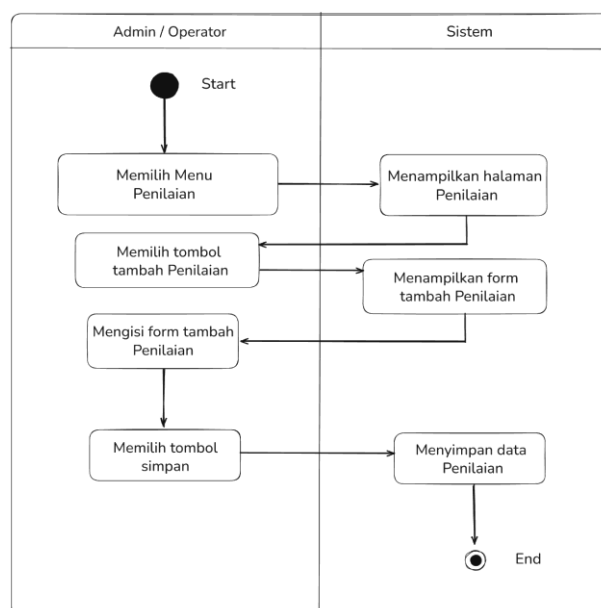 Admin / Operator
Sistem
Start
Memilih Menu
Penilaian
Menampilkan halaman
Penilaian
Memilih tombol
tambah Penilaian
Menampilkan form
tambah Penilaian
Mengisi form tambah
Penilaian
Memilih tombol
simpan
Menyimpan data
Penilaian
End